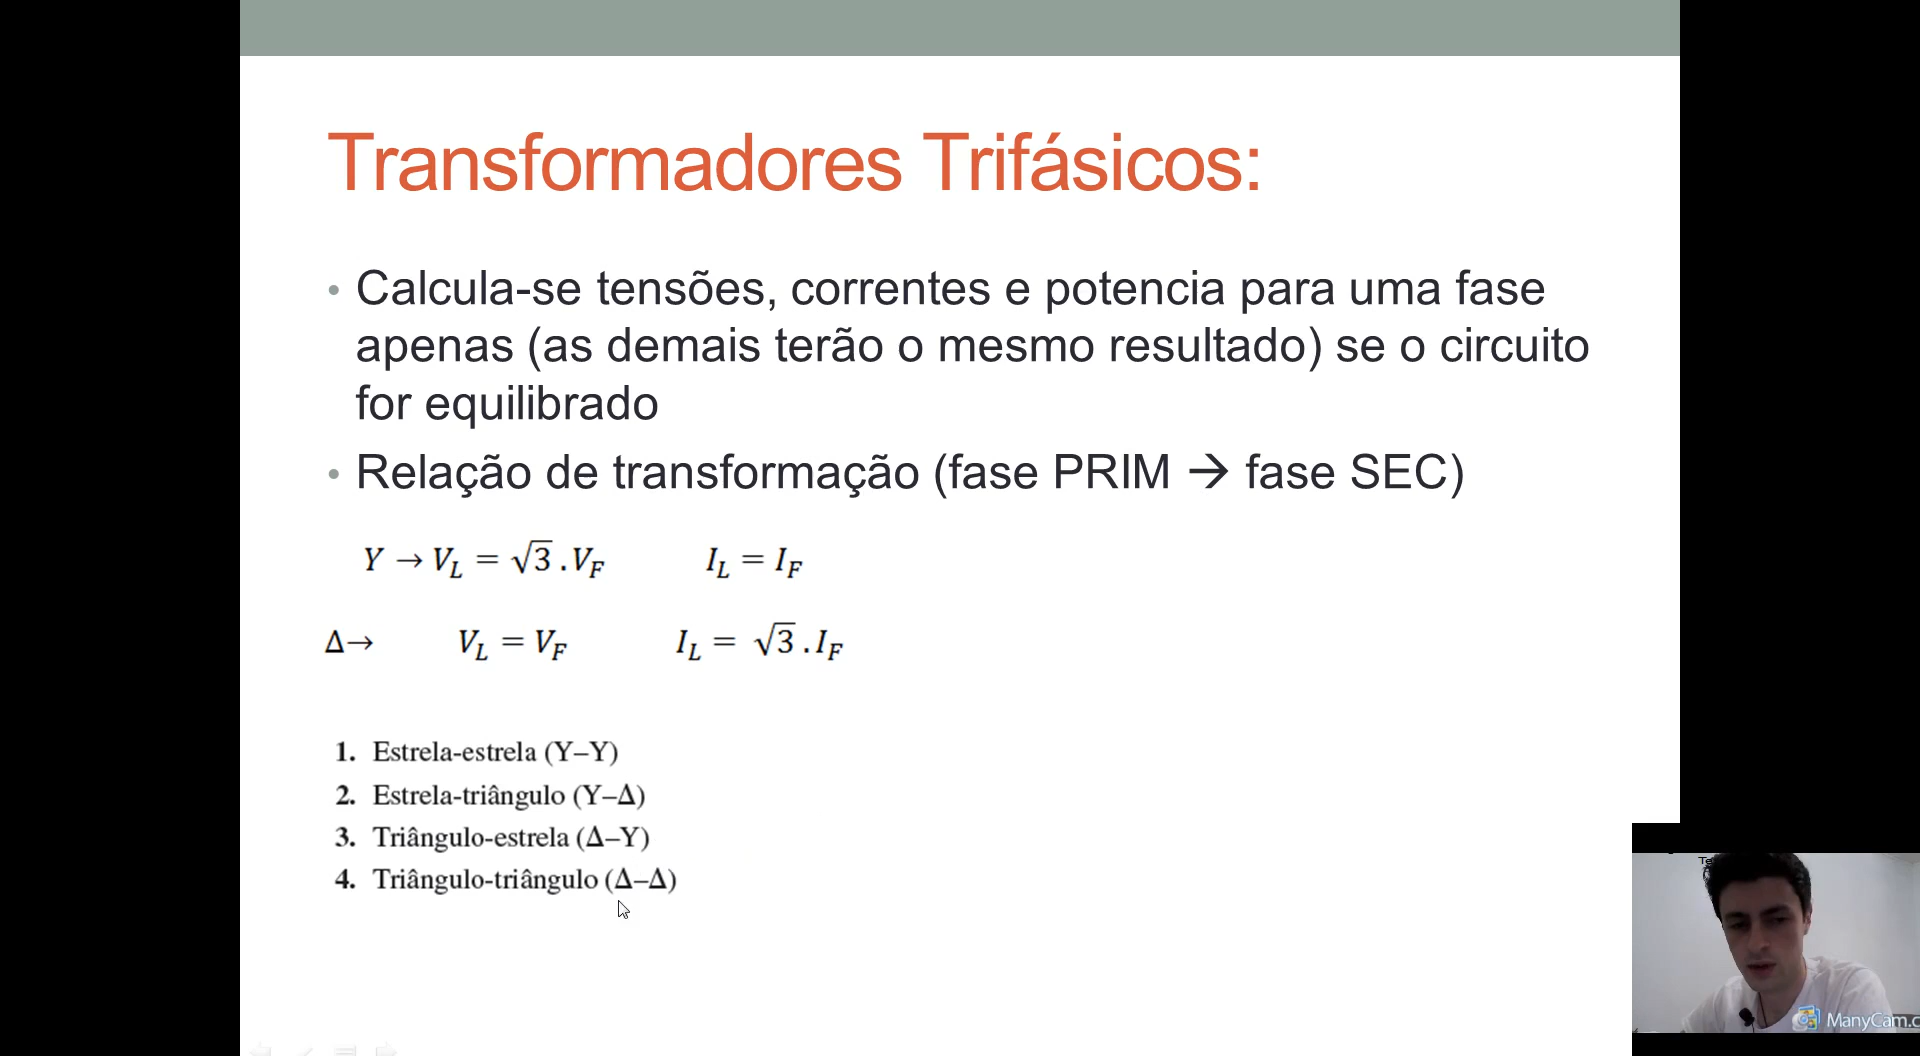 Transformadores Trifásicos:
• Calcula-se tensões, correntes e potencia para uma fase
apenas (as demais terão o mesmo resultado) se o circuito
for equilibrado
• Relação de transformação (fase PRIM → fase SEC)
Y → V_L = √3 . V_F I_L = I_F
Δ→ V_L = V_F I_L = √3 . I_F
1. Estrela-estrela (Y–Y)
2. Estrela-triângulo (Y–Δ)
3. Triângulo-estrela (Δ–Y)
4. Triângulo-triângulo (Δ–Δ)
ManyCam.c